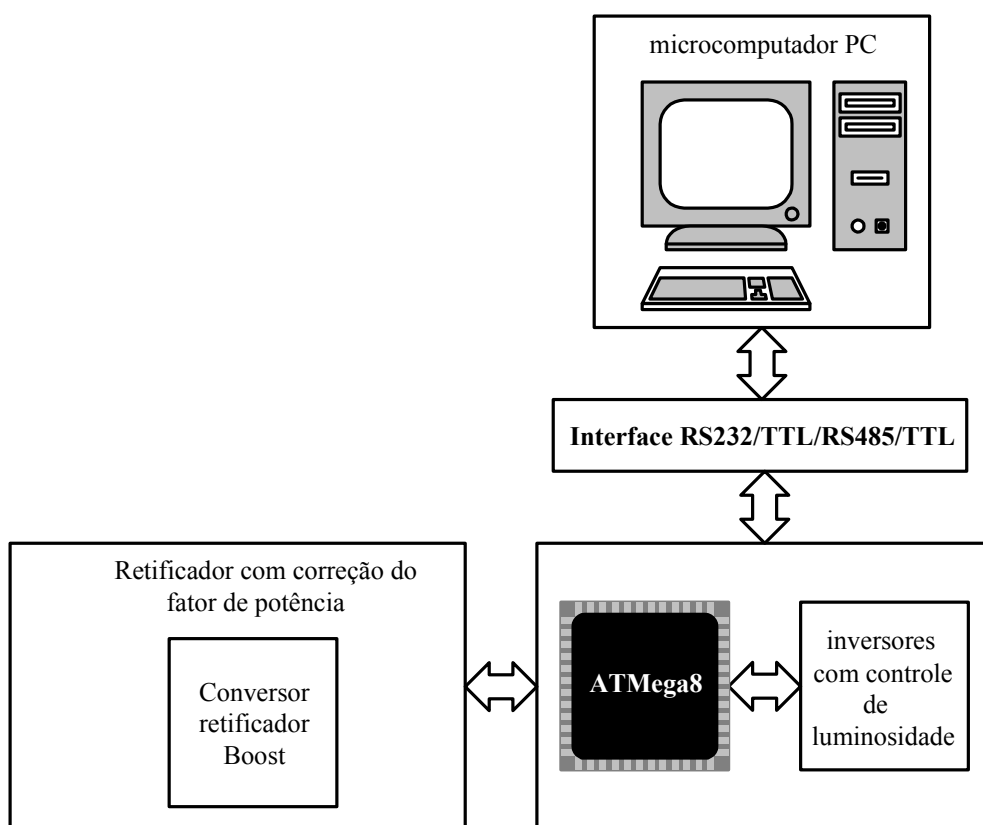 microcomputador PC
Interface RS232/TTL/RS485/TTL
Retificador com correção do
fator de potência
Conversor
retificador
Boost
ATMega8
inversores
com controle
de
luminosidade